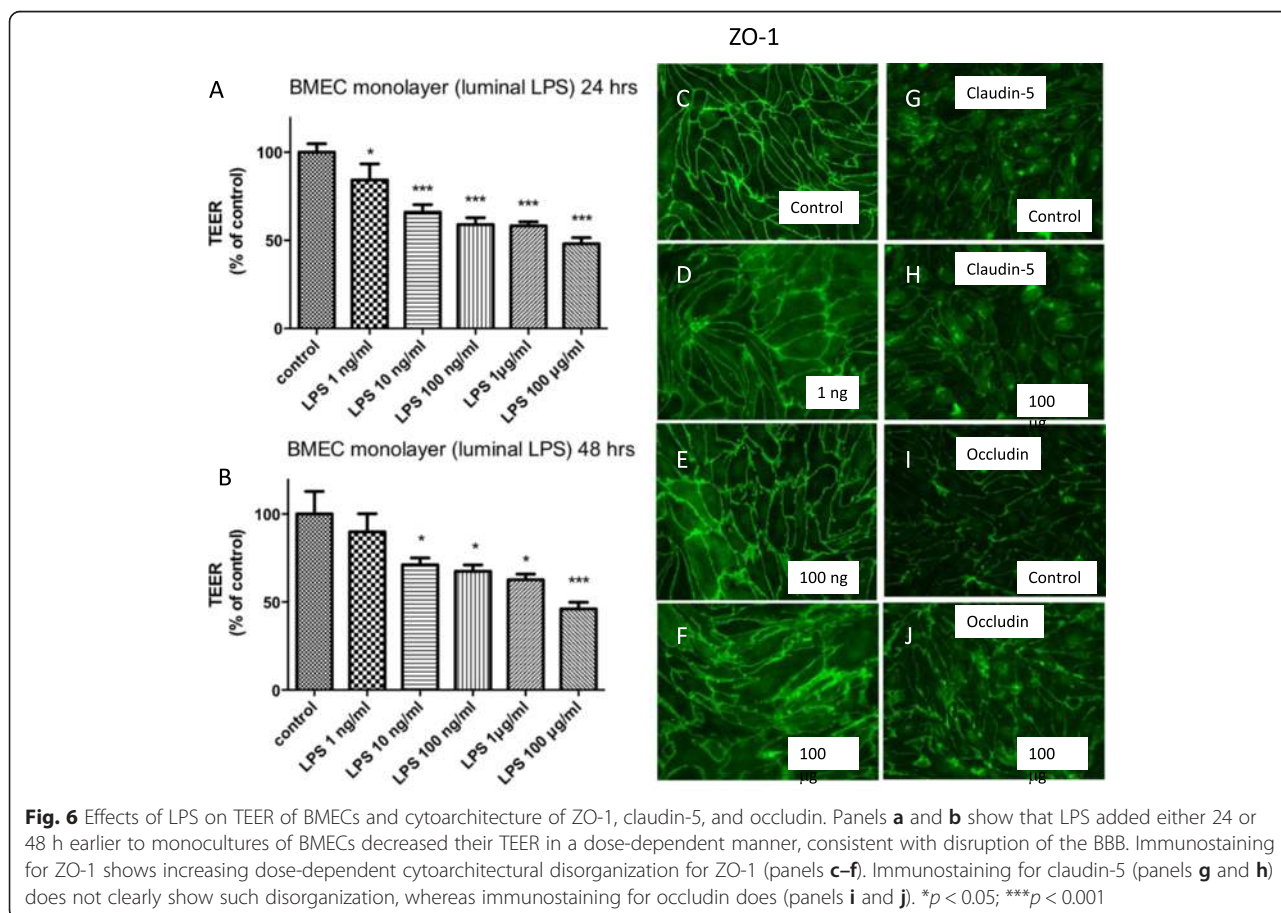 ZO-1
A
BMEC monolayer (luminal LPS) 24 hrs
TEER
(% of control)
100
50
0
*
***
***
***
***
control
LPS 1 ng/ml
LPS 10 ng/ml
LPS 100 ng/ml
LPS 1µg/ml
LPS 100 µg/ml
B
BMEC monolayer (luminal LPS) 48 hrs
TEER
(% of control)
100
50
0
*
*
*
***
control
LPS 1 ng/ml
LPS 10 ng/ml
LPS 100 ng/ml
LPS 1µg/ml
LPS 100 µg/ml
C
Control
D
1 ng
E
100 ng
F
100
µg
G
Claudin-5
Control
H
Claudin-5
100
µg
I
Occludin
Control
J
Occludin
100
µg
Fig. 6 Effects of LPS on TEER of BMECs and cytoarchitecture of ZO-1, claudin-5, and occludin. Panels a and b show that LPS added either 24 or
48 h earlier to monocultures of BMECs decreased their TEER in a dose-dependent manner, consistent with disruption of the BBB. Immunostaining
for ZO-1 shows increasing dose-dependent cytoarchitectural disorganization for ZO-1 (panels c–f). Immunostaining for claudin-5 (panels g and h)
does not clearly show such disorganization, whereas immunostaining for occludin does (panels i and j). *p < 0.05; ***p < 0.001